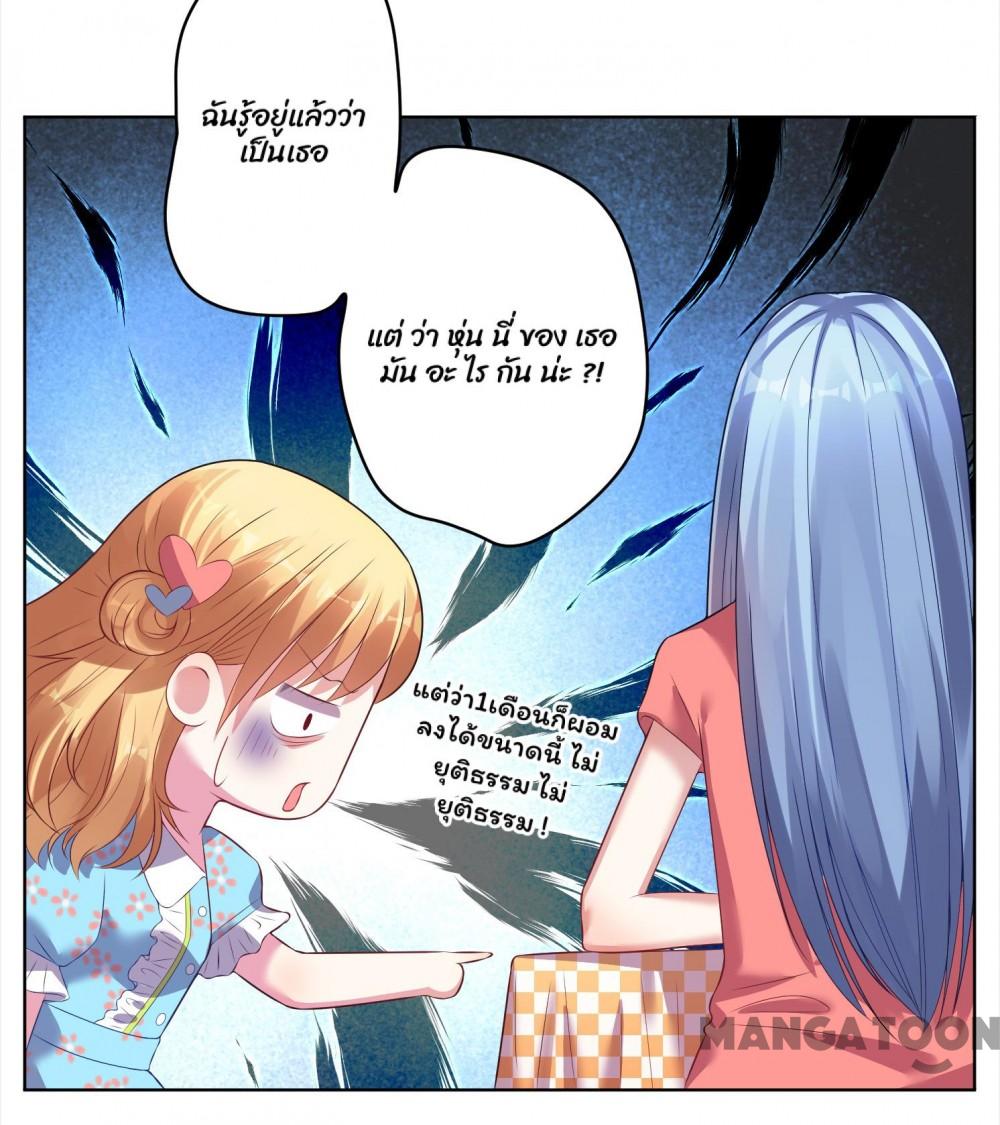 ฉันรู้อยู่แล้วว่า
เป็นเธอ
แต่ ว่า หุ่น นี่ ของ เธอ
มัน อะ ไร กัน น่ะ ?!
แต่ว่า1เดือนก็ผอม
ลงได้ขนาดนี้ ไม่
ยุติธรรม ไม่
ยุติธรรม !
MANGATOON